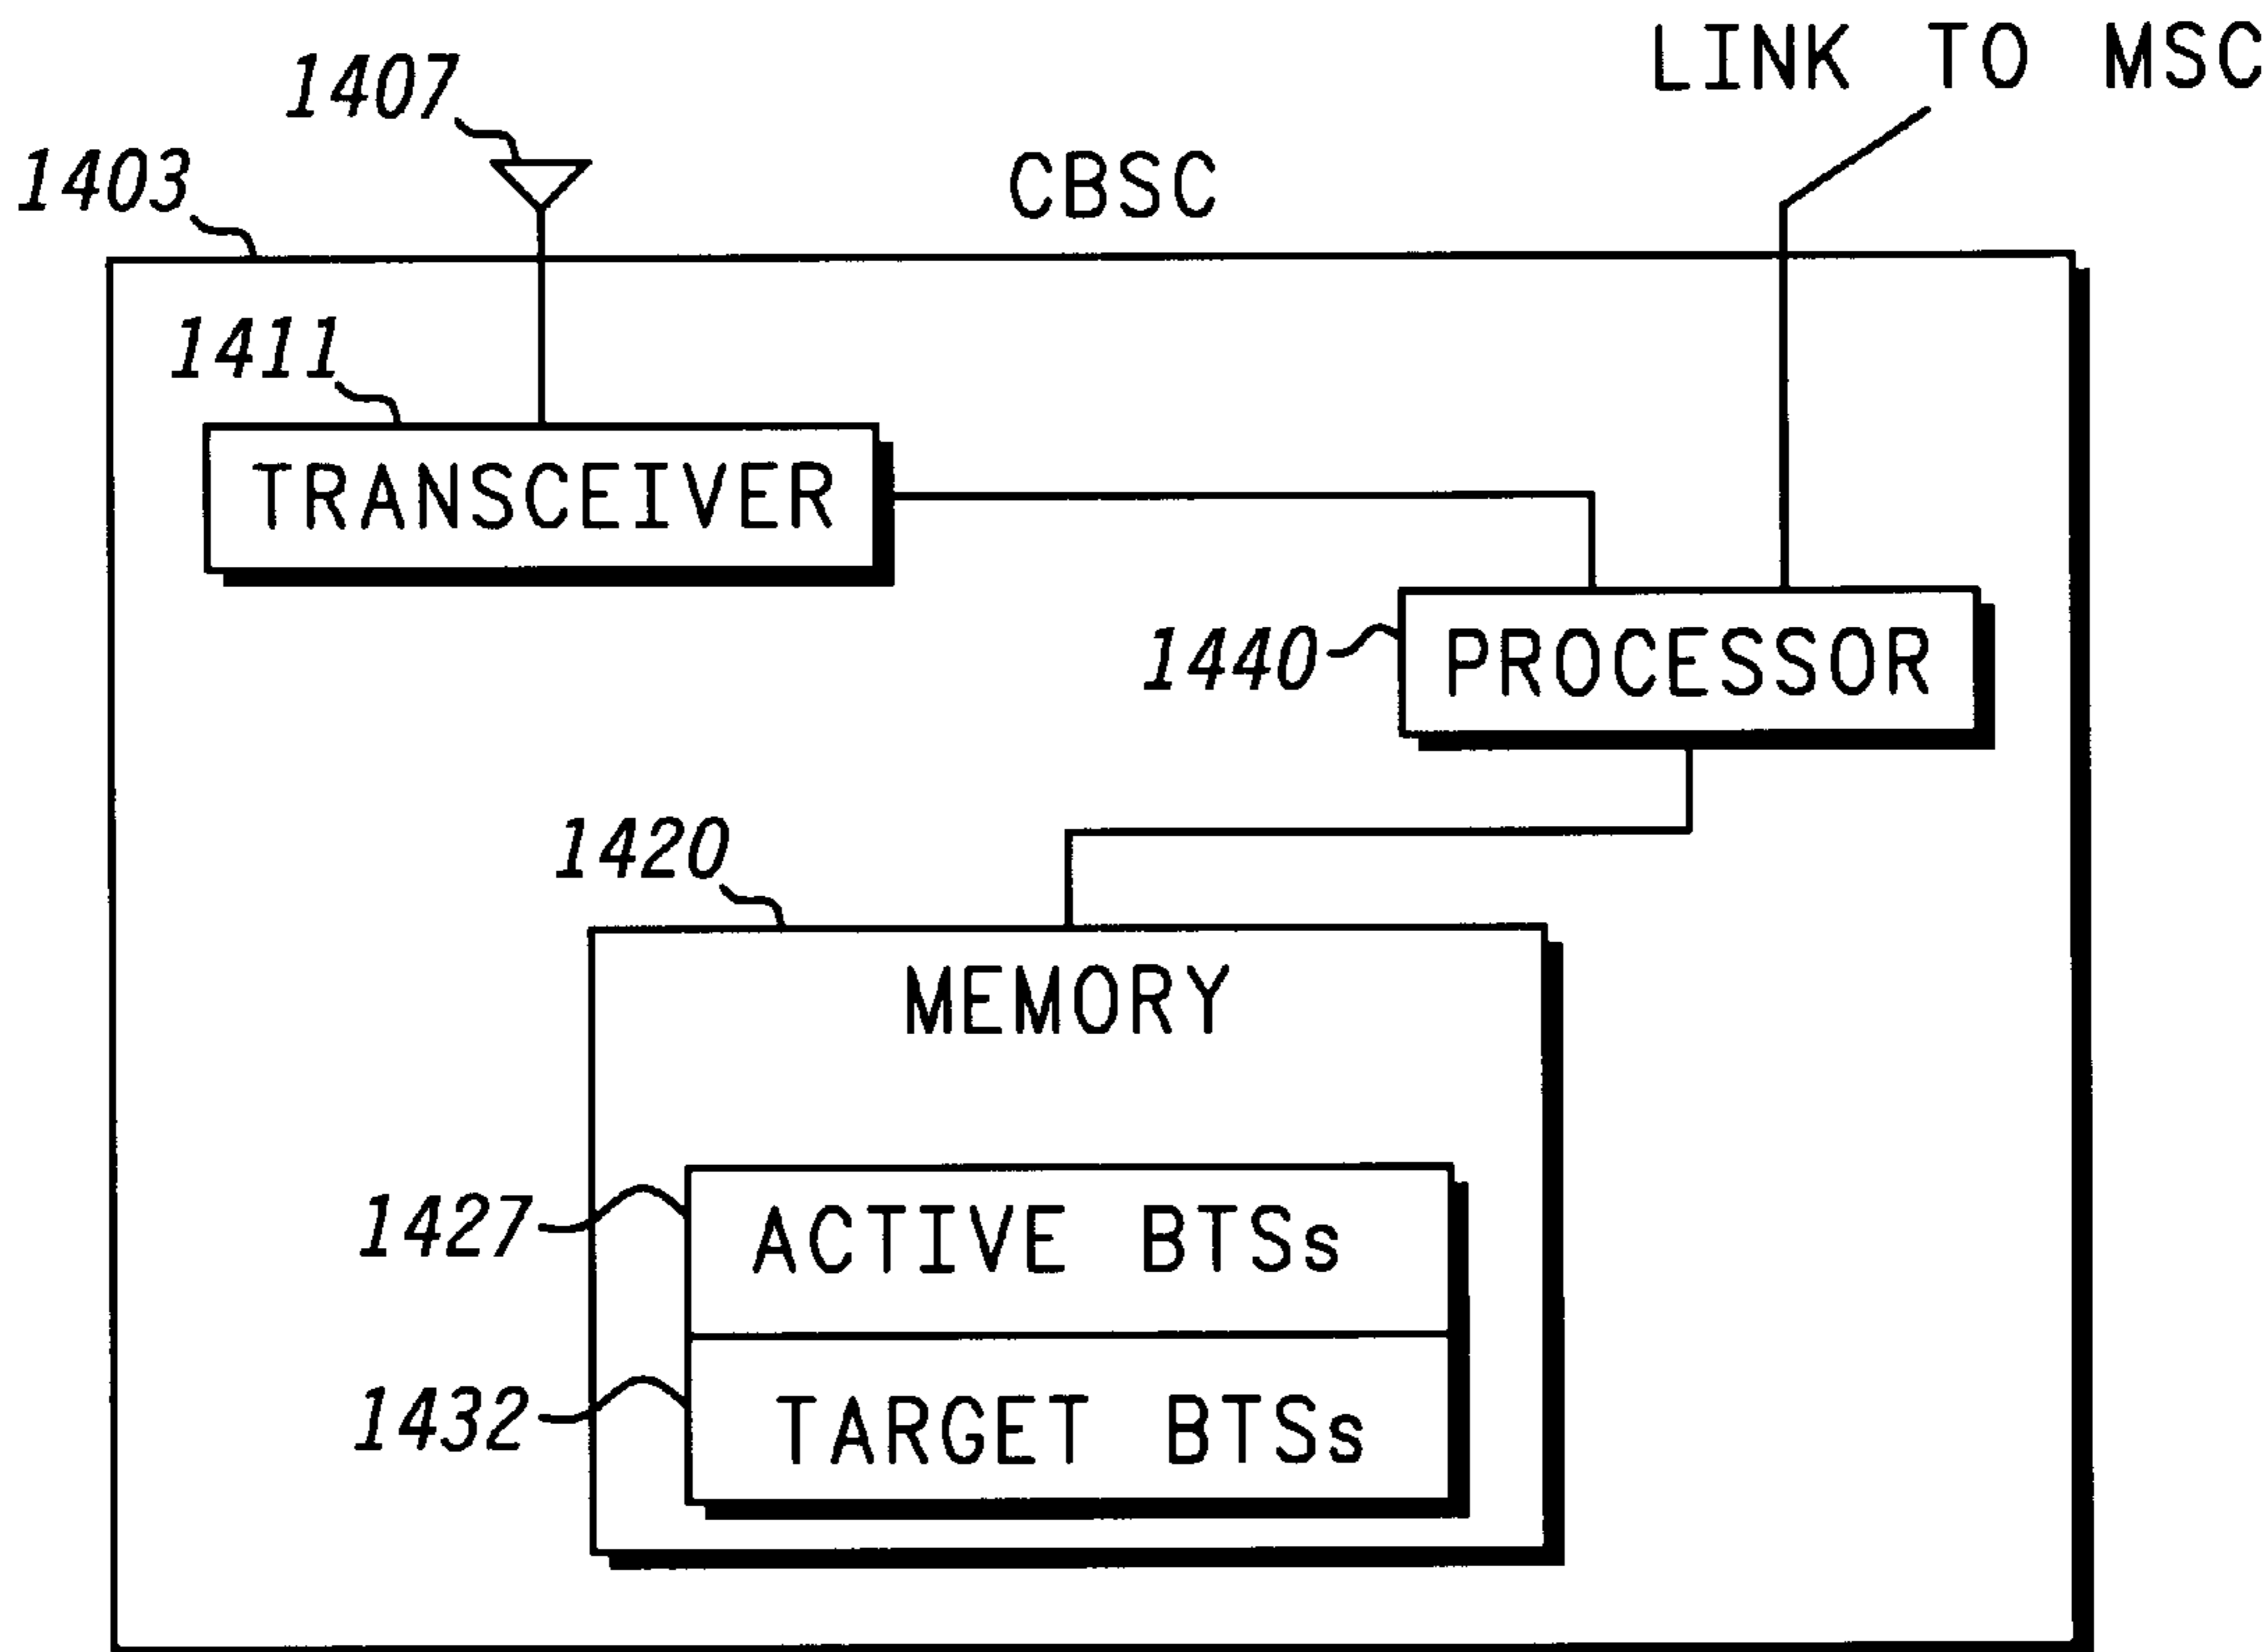 LINK TO MSC
1407
1403
CBSC
1411
TRANSCEIVER
1440
PROCESSOR
1420
MEMORY
1427
ACTIVE BTSs
1432
TARGET BTSs